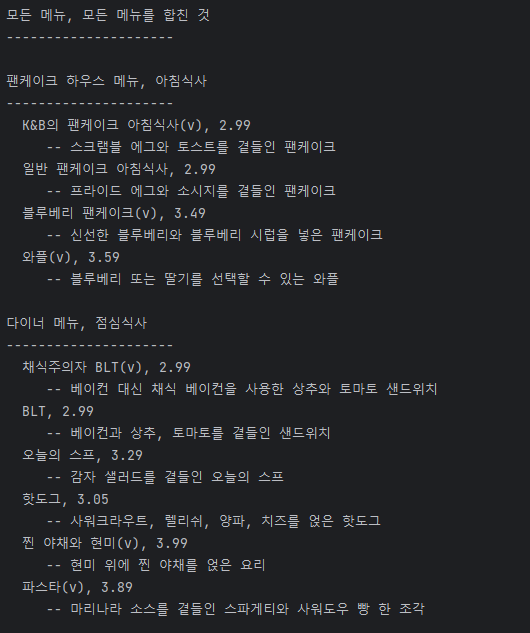 모든 메뉴, 모든 메뉴를 합친 것
---------------------
팬케이크 하우스 메뉴, 아침식사
---------------------
K&B의 팬케이크 아침식사(v), 2.99
-- 스크램블 에그와 토스트를 곁들인 팬케이크
일반 팬케이크 아침식사, 2.99
-- 프라이드 에그와 소시지를 곁들인 팬케이크
블루베리 팬케이크(v), 3.49
-- 신선한 블루베리와 블루베리 시럽을 넣은 팬케이크
와플(v), 3.59
-- 블루베리 또는 딸기를 선택할 수 있는 와플
다이너 메뉴, 점심식사
---------------------
채식주의자 BLT(v), 2.99
-- 베이컨 대신 채식 베이컨을 사용한 상추와 토마토 샌드위치
BLT, 2.99
-- 베이컨과 상추, 토마토를 곁들인 샌드위치
오늘의 스프, 3.29
-- 감자 샐러드를 곁들인 오늘의 스프
핫도그, 3.05
-- 사워크라우트, 렐리쉬, 양파, 치즈를 얹은 핫도그
찐 야채와 현미(v), 3.99
-- 현미 위에 찐 야채를 얹은 요리
파스타(v), 3.89
-- 마리나라 소스를 곁들인 스파게티와 사워도우 빵 한 조각